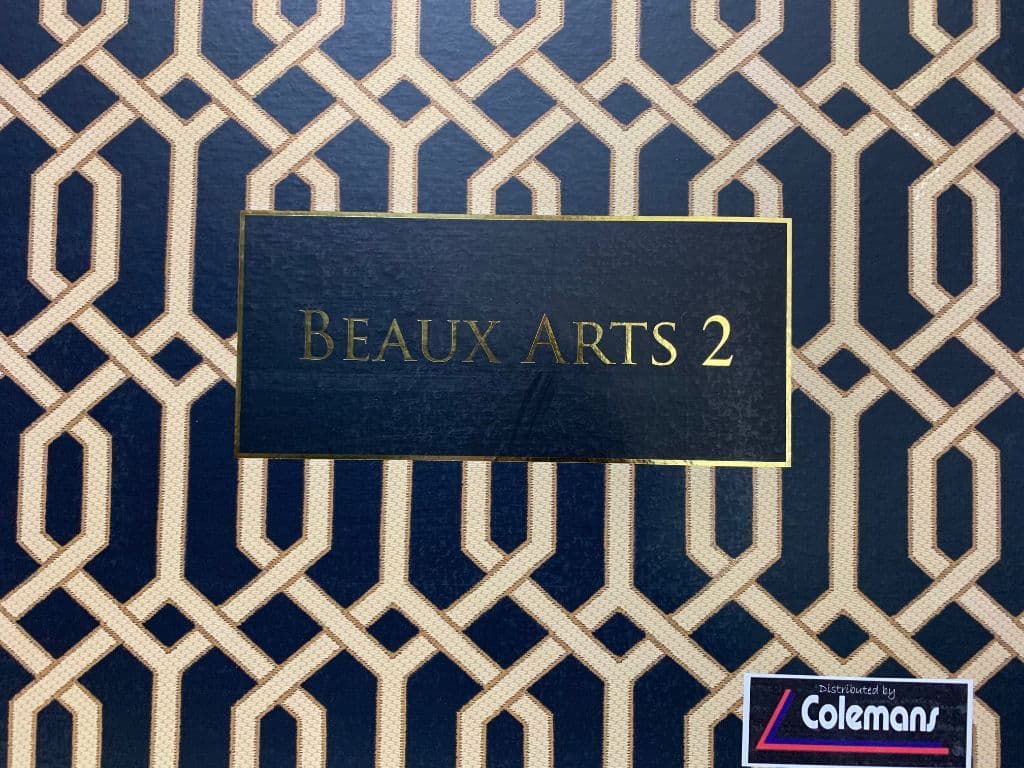 BEAUX ARTS 2
Distributed by
Colemans